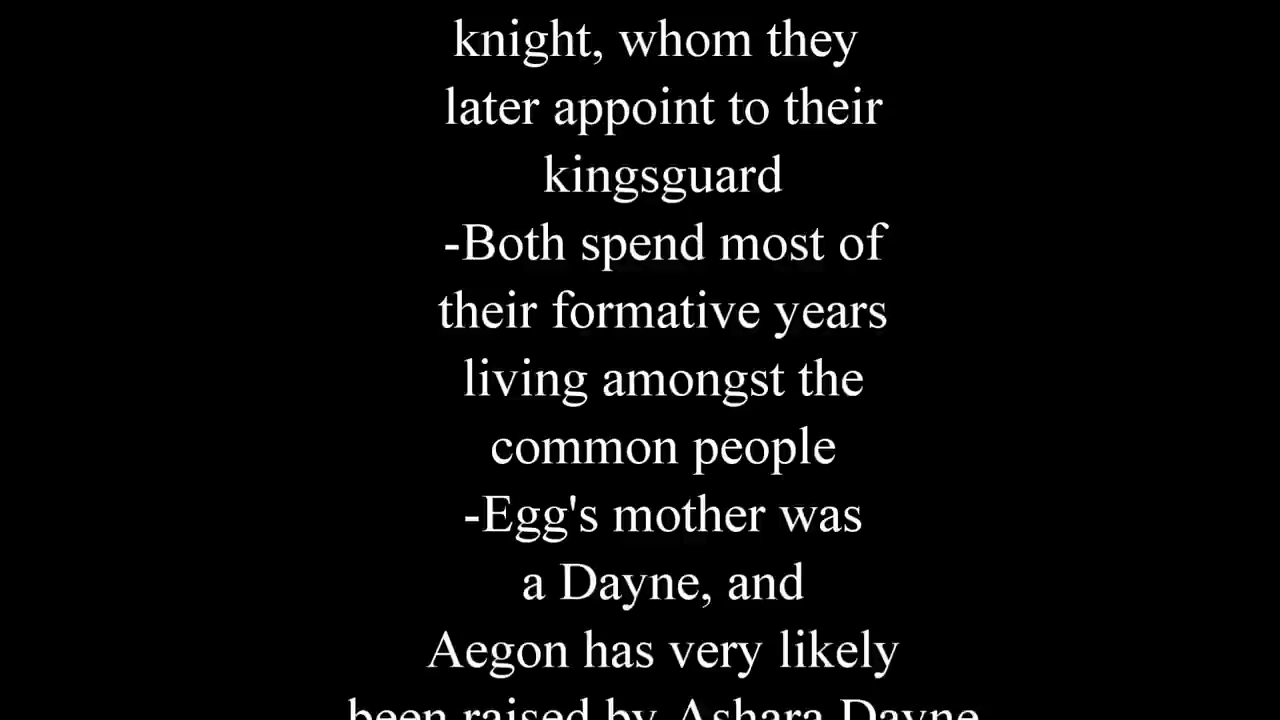 knight, whom they
later appoint to their
kingsguard
-Both spend most of
their formative years
living amongst the
common people
-Egg's mother was
a Dayne, and
Aegon has very likely
been raised by Ashara Dayne